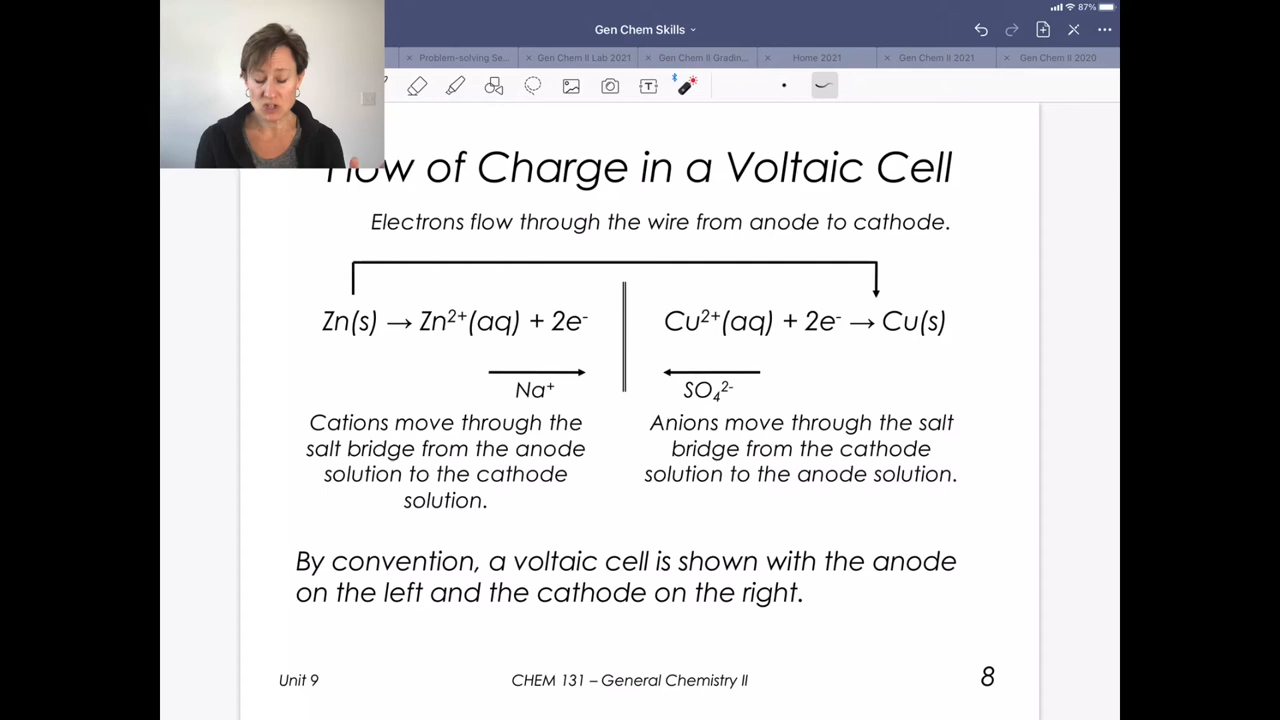 87%
Gen Chem Skills
Problem-solving Se...
Gen Chem II Lab 2021
Gen Chem II Gradin...
Home 2021
Gen Chem II 2021
Gen Chem II 2020
T
Flow of Charge in a Voltaic Cell
Electrons flow through the wire from anode to cathode.
Zn(s) → Zn²⁺(aq) + 2e⁻
Cu²⁺(aq) + 2e⁻ → Cu(s)
Na⁺
SO₄²⁻
Cations move through the
salt bridge from the anode
solution to the cathode
solution.
Anions move through the salt
bridge from the cathode
solution to the anode solution.
By convention, a voltaic cell is shown with the anode
on the left and the cathode on the right.
Unit 9
CHEM 131 – General Chemistry II
8